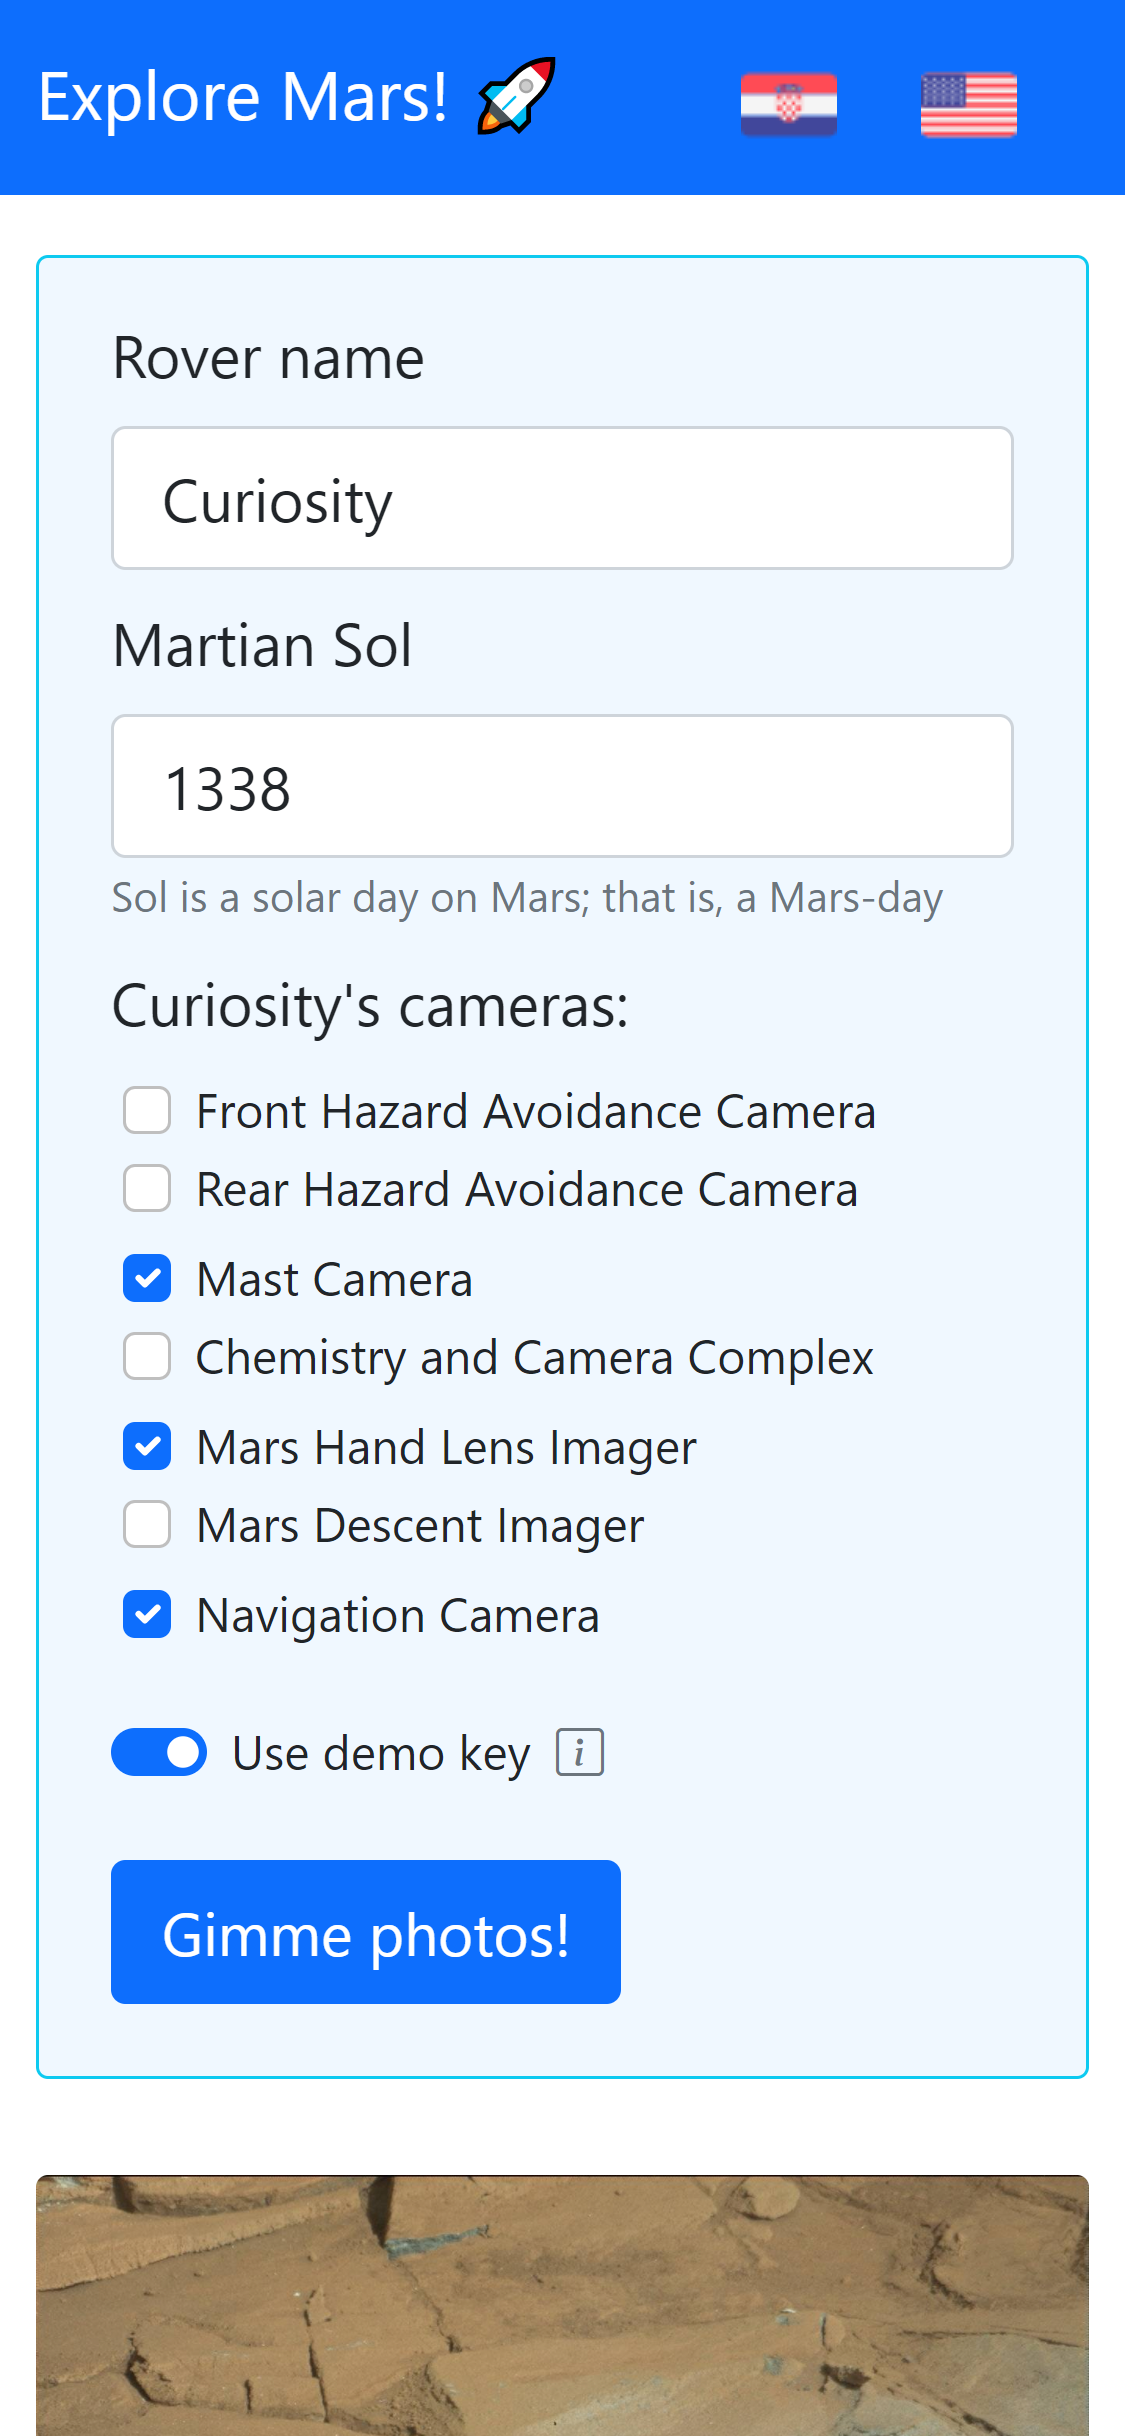 Explore Mars!
Rover name
Curiosity
Martian Sol
1338
Sol is a solar day on Mars; that is, a Mars-day
Curiosity's cameras:
Front Hazard Avoidance Camera
Rear Hazard Avoidance Camera
Mast Camera
Chemistry and Camera Complex
Mars Hand Lens Imager
Mars Descent Imager
Navigation Camera
Use demo key i
Gimme photos!